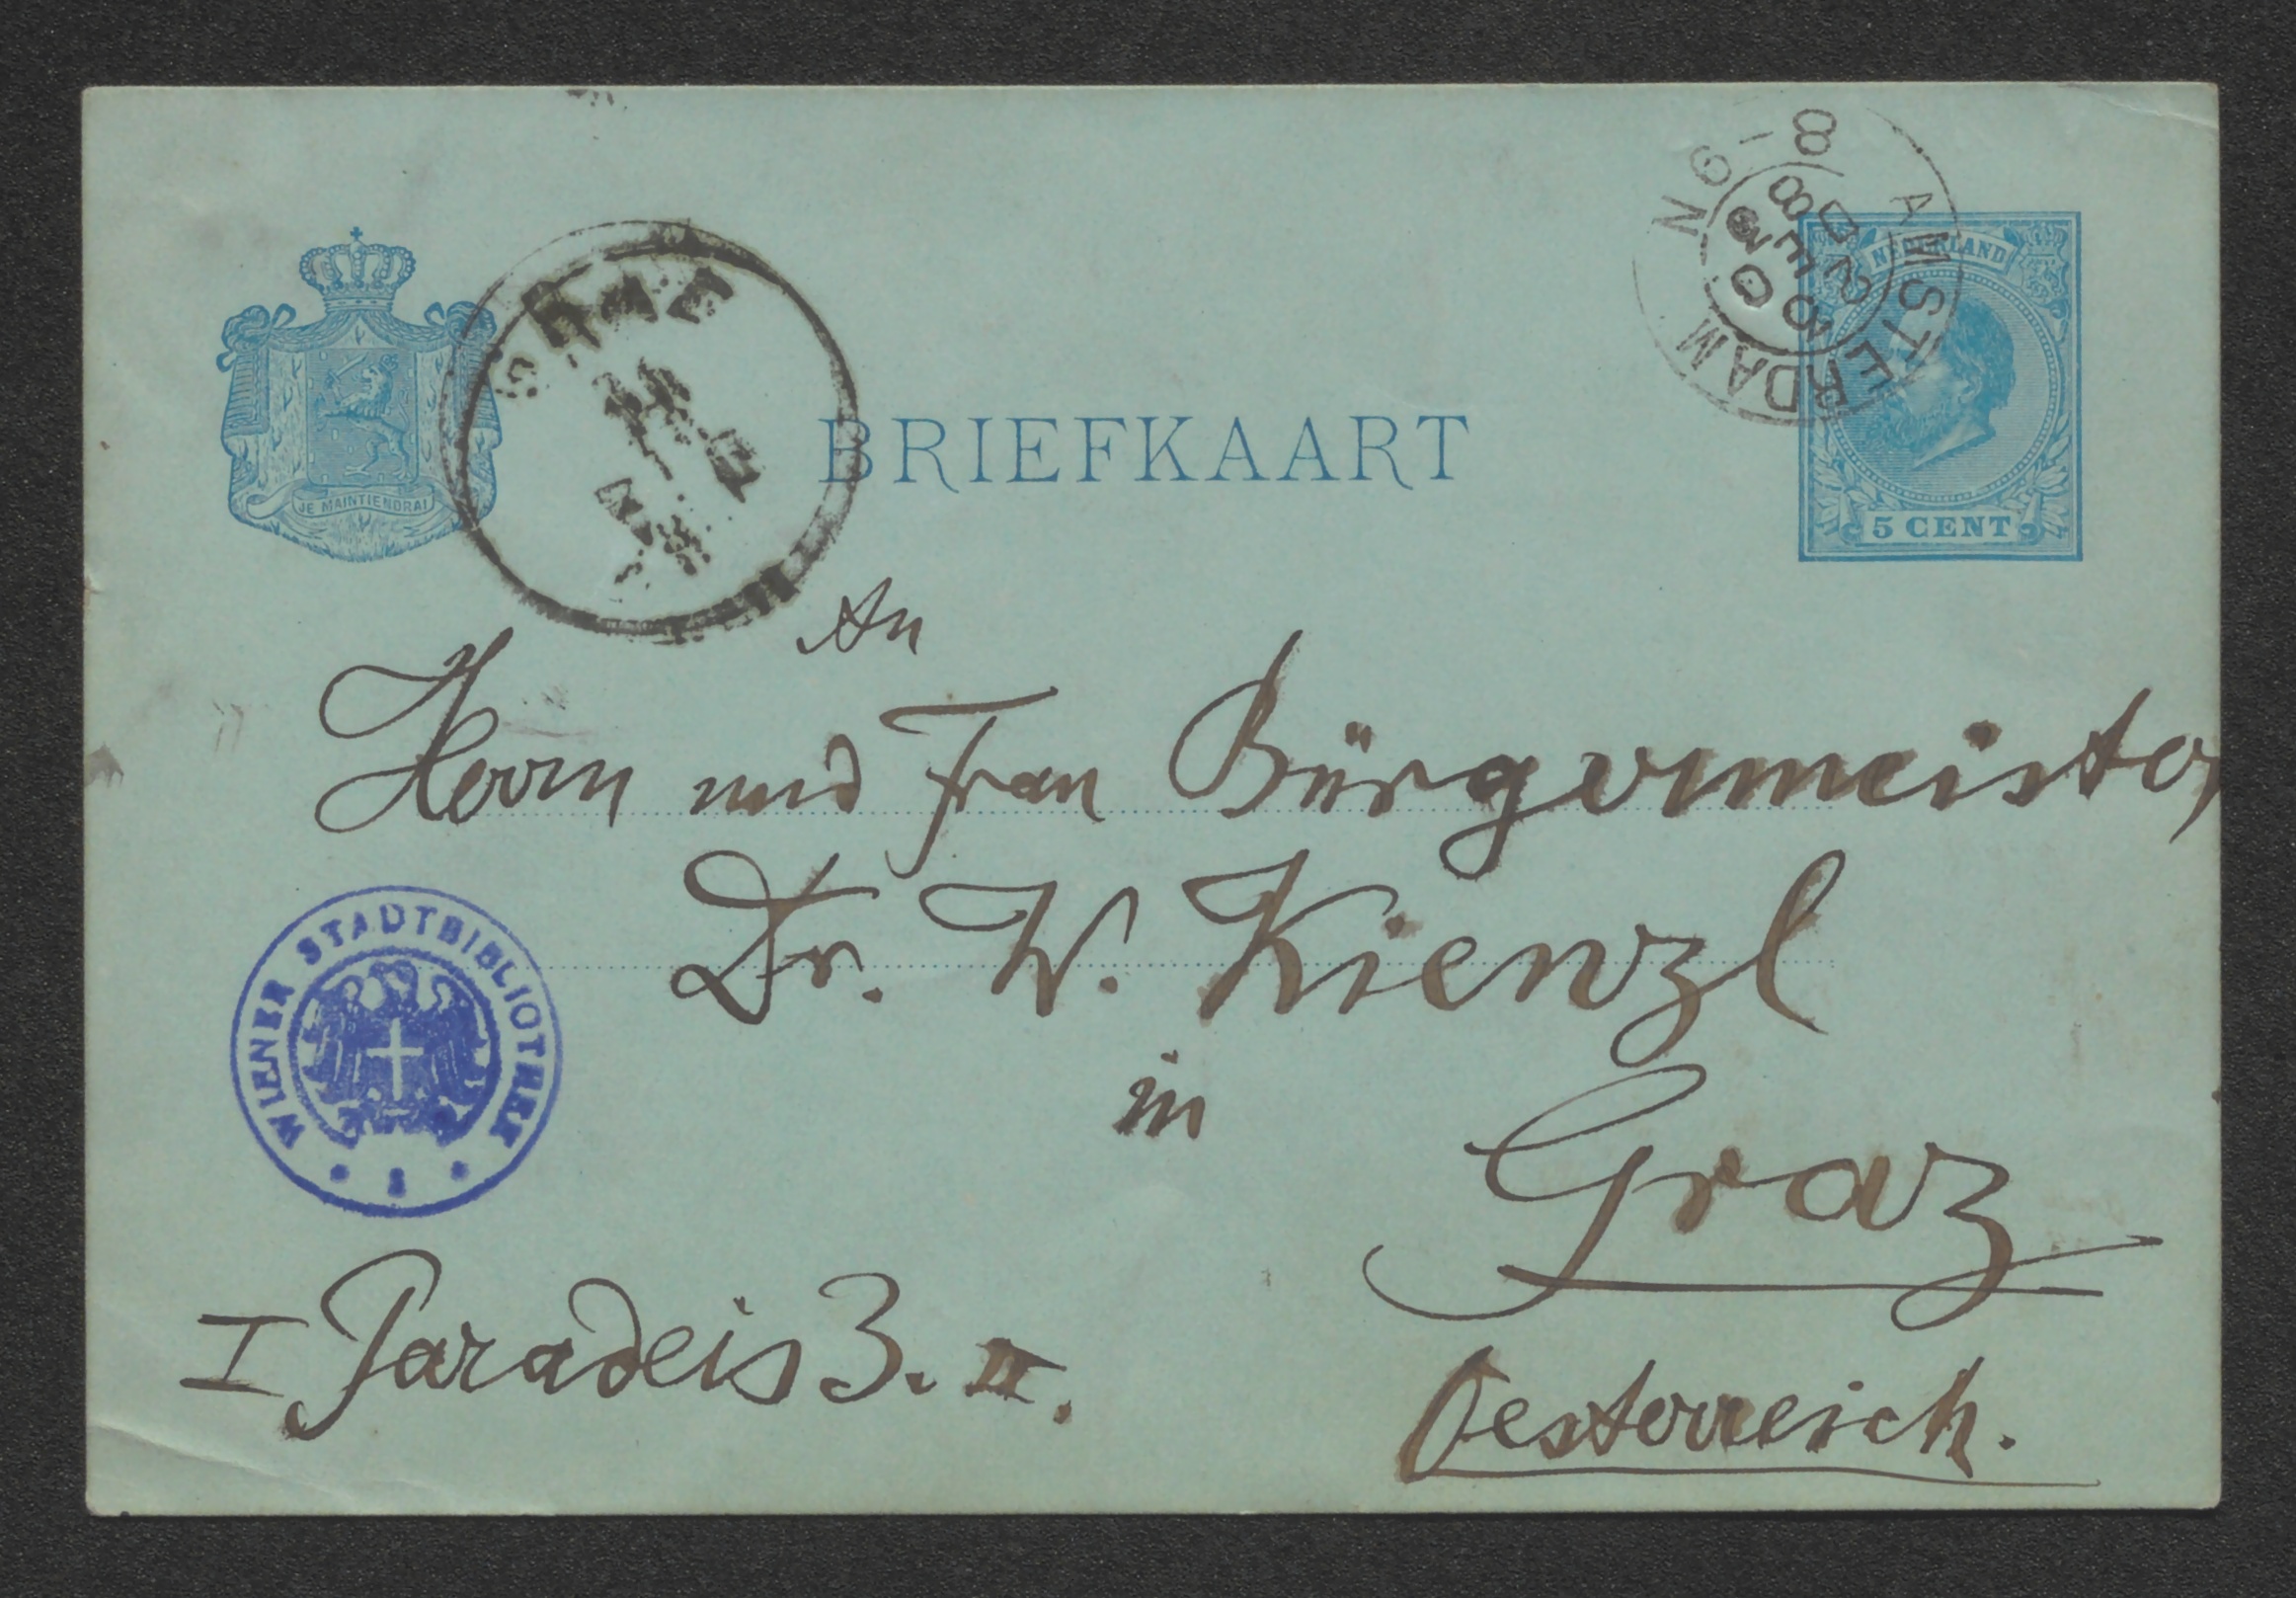 AMSTERDAM
NEDERLAND
JE MAINTIENDRAI
BRIEFKAART
5 CENT
An
Herrn und Frau Bürgermeister
Dr. W. Kienzl
in
Graz
WIENER STADTBIBLIOTHEK
I Paradeis 3. II.
Oesterreich.